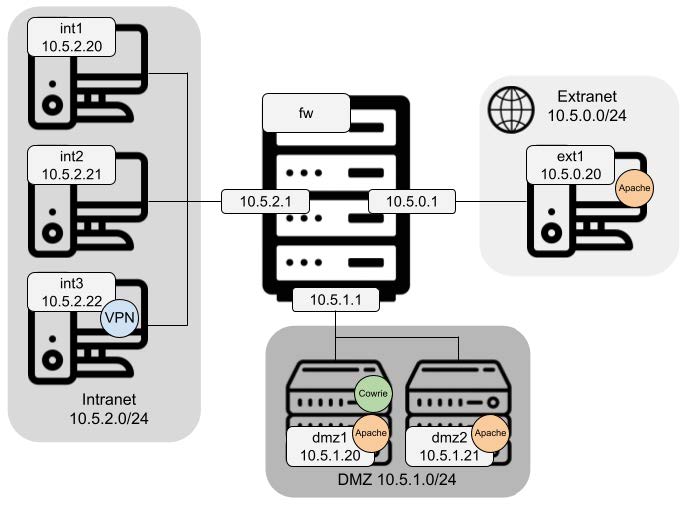 int1
10.5.2.20
int2
10.5.2.21
int3
10.5.2.22
VPN
Intranet
10.5.2.0/24
fw
10.5.2.1
10.5.0.1
10.5.1.1
Extranet
10.5.0.0/24
ext1
10.5.0.20
Apache
Cowrie
Apache
dmz1
10.5.1.20
Apache
dmz2
10.5.1.21
DMZ 10.5.1.0/24